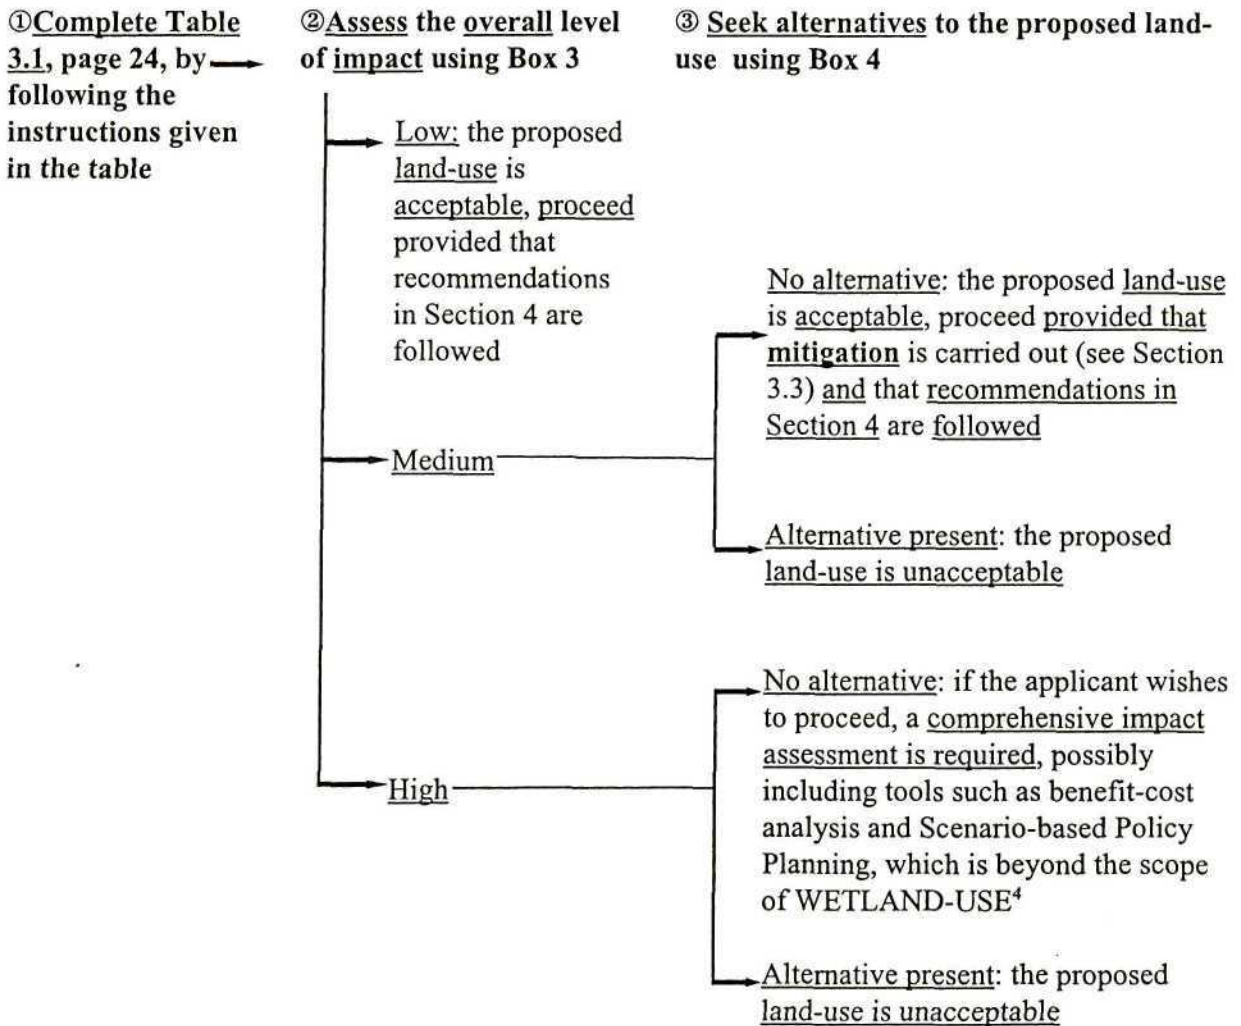 ①Complete Table
3.1, page 24, by
following the
instructions given
in the table
②Assess the overall level
of impact using Box 3
③ Seek alternatives to the proposed land-
use using Box 4
Low: the proposed
land-use is
acceptable, proceed
provided that
recommendations
in Section 4 are
followed
No alternative: the proposed land-use
is acceptable, proceed provided that
mitigation is carried out (see Section
3.3) and that recommendations in
Section 4 are followed
Medium
Alternative present: the proposed
land-use is unacceptable
No alternative: if the applicant wishes
to proceed, a comprehensive impact
assessment is required, possibly
including tools such as benefit-cost
analysis and Scenario-based Policy
Planning, which is beyond the scope
of WETLAND-USE⁴
High
Alternative present: the proposed
land-use is unacceptable